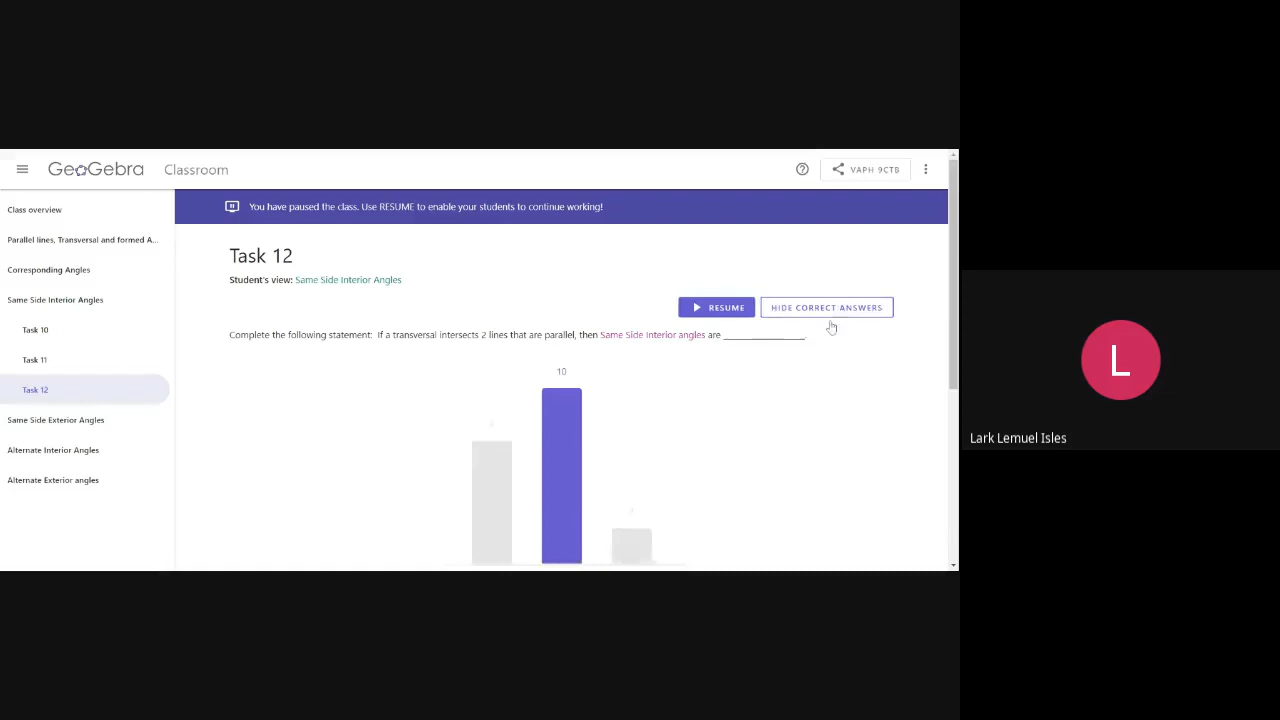 GeoGebra Classroom
VAPH 9CTB
Class overview
Parallel lines, Transversal and formed A...
Corresponding Angles
Same Side Interior Angles
Task 10
Task 11
Task 12
Same Side Exterior Angles
Alternate Interior Angles
Alternate Exterior angles
You have paused the class. Use RESUME to enable your students to continue working!
Task 12
Student's view: Same Side Interior Angles
RESUME
HIDE CORRECT ANSWERS
Complete the following statement: If a transversal intersects 2 lines that are parallel, then Same Side Interior angles are ________________.
10
L
Lark Lemuel Isles